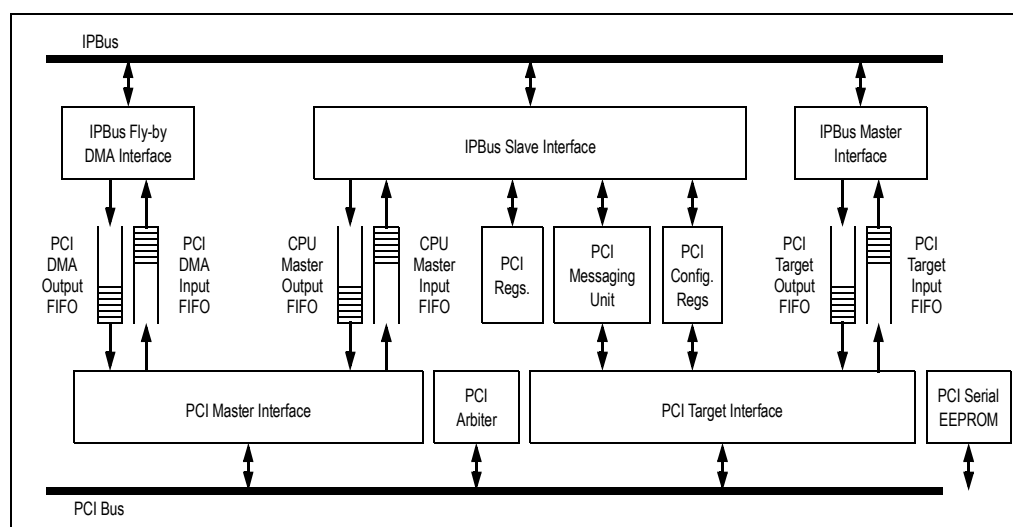 IPBus
IPBus Fly-by
DMA Interface
IPBus Slave Interface
IPBus Master
Interface
PCI
DMA
Output
FIFO
PCI
DMA
Input
FIFO
CPU
Master
Output
FIFO
CPU
Master
Input
FIFO
PCI
Regs.
PCI
Messaging
Unit
PCI
Config.
Regs
PCI
Target
Output
FIFO
PCI
Target
Input
FIFO
PCI Master Interface
PCI
Arbiter
PCI Target Interface
PCI Serial
EEPROM
PCI Bus